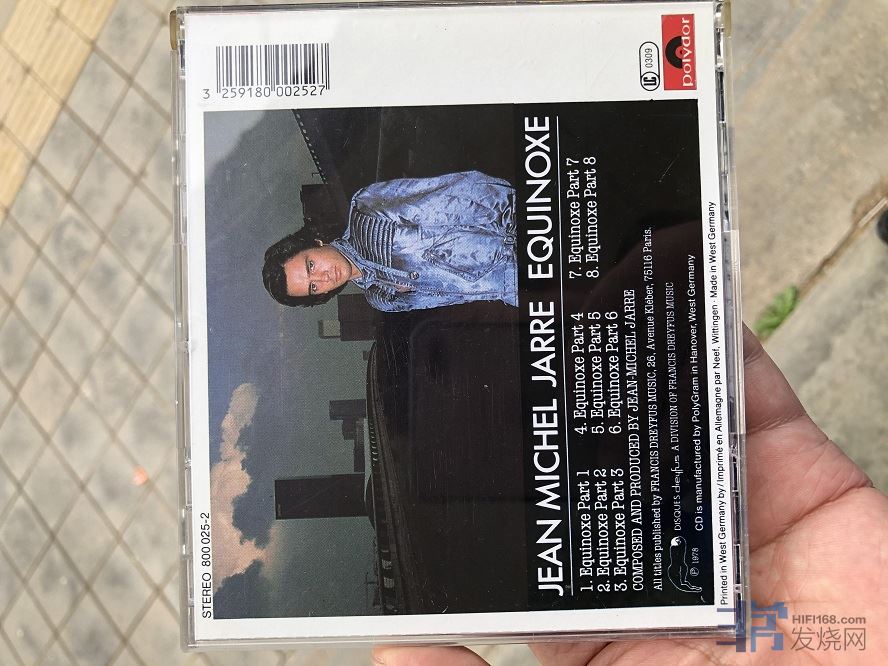 STEREO 800 025-2
3 259180 002527
LC 0309
polydor
JEAN MICHEL JARRE EQUINOXE
1. Equinoxe Part 1
2. Equinoxe Part 2
3. Equinoxe Part 3
4. Equinoxe Part 4
5. Equinoxe Part 5
6. Equinoxe Part 6
7. Equinoxe Part 7
8. Equinoxe Part 8
COMPOSED AND PRODUCED BY JEAN-MICHEL JARRE
All titles published by FRANCIS DREYFUS MUSIC, 26, Avenue Kléber, 75116 Paris.
DISQUES dreyfus A DIVISION OF FRANCIS DREYFUS MUSIC
℗ 1978
CD is manufactured by PolyGram in Hanover, West Germany
Printed in West Germany by / Imprimé en Allemagne par Neef, Wittingen · Made in West Germany
HIFI168.com
发烧网